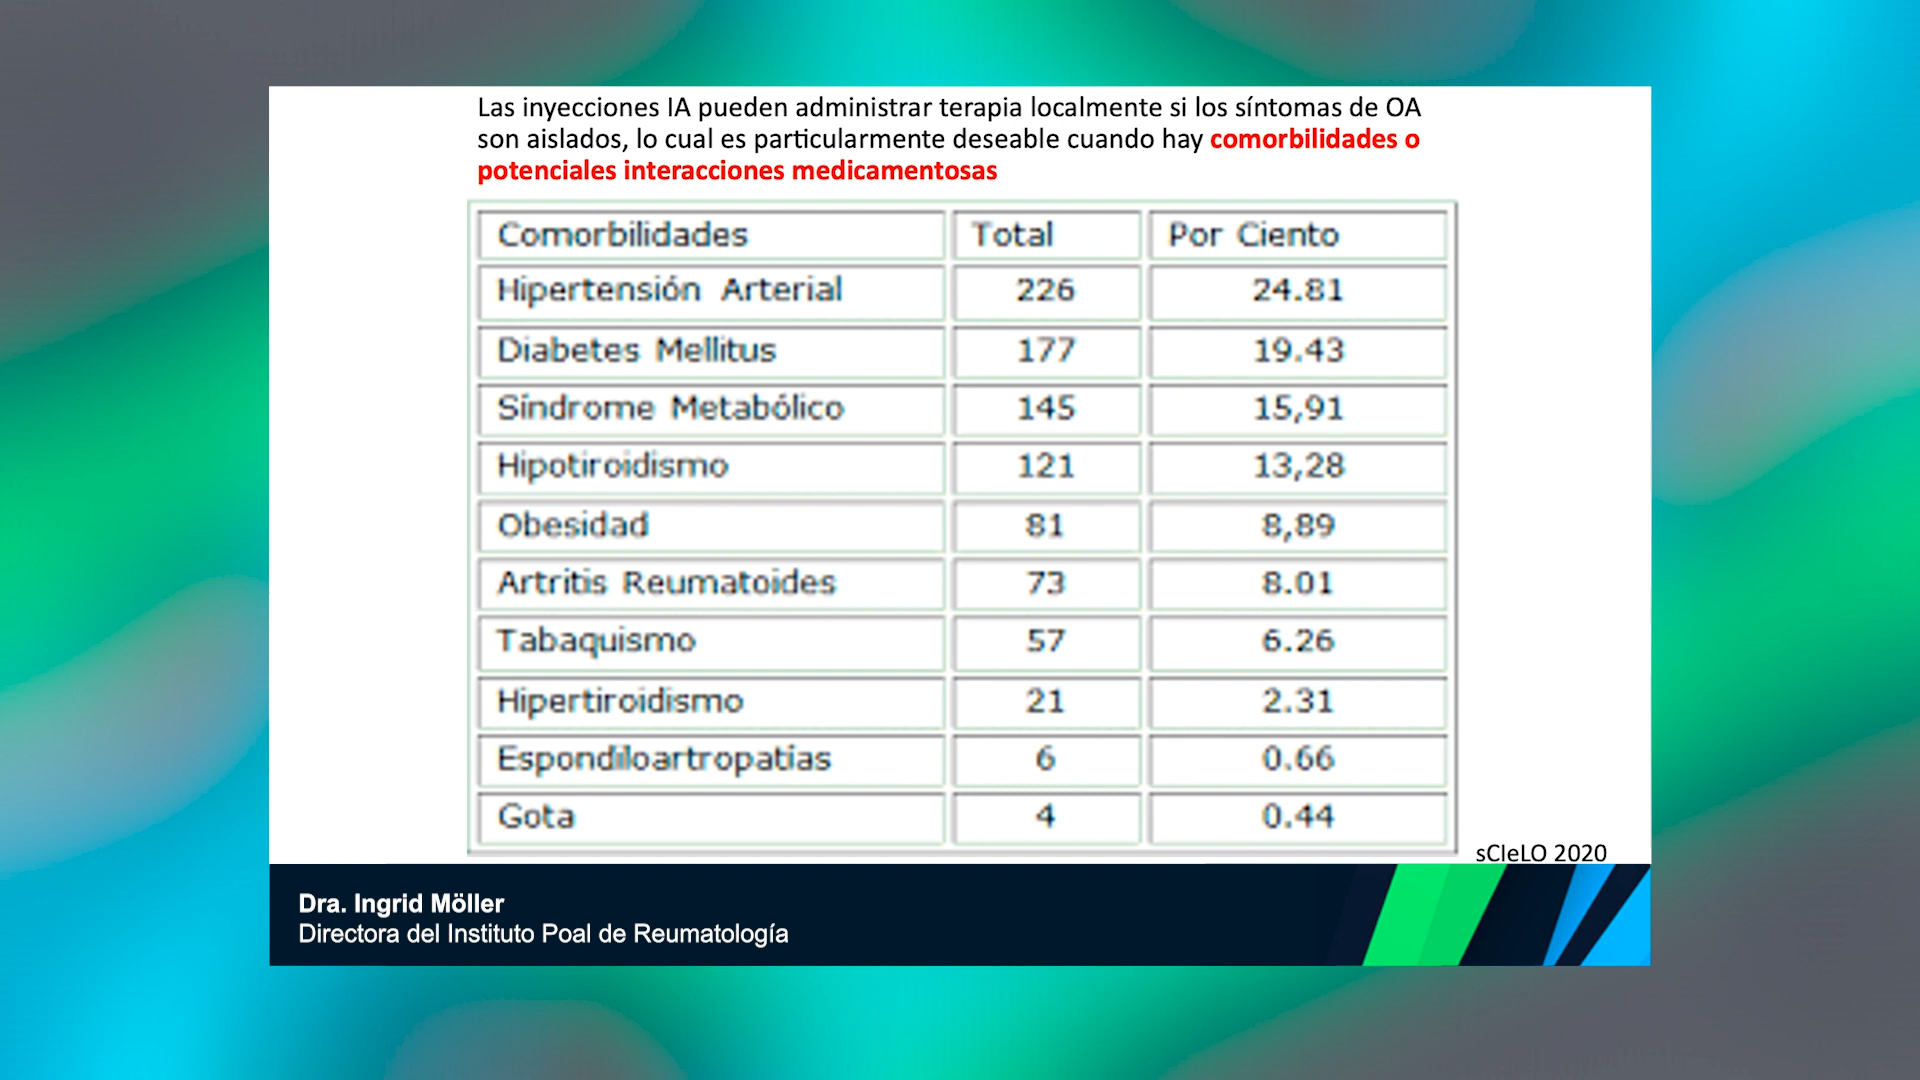 Las inyecciones IA pueden administrar terapia localmente si los síntomas de OA
son aislados, lo cual es particularmente deseable cuando hay comorbilidades o
potenciales interacciones medicamentosas
Comorbilidades Total Por Ciento
Hipertensión Arterial 226 24.81
Diabetes Mellitus 177 19.43
Síndrome Metabólico 145 15,91
Hipotiroidismo 121 13,28
Obesidad 81 8,89
Artritis Reumatoides 73 8.01
Tabaquismo 57 6.26
Hipertiroidismo 21 2.31
Espondiloartropatías 6 0.66
Gota 4 0.44
sCIeLO 2020
Dra. Ingrid Möller
Directora del Instituto Poal de Reumatología